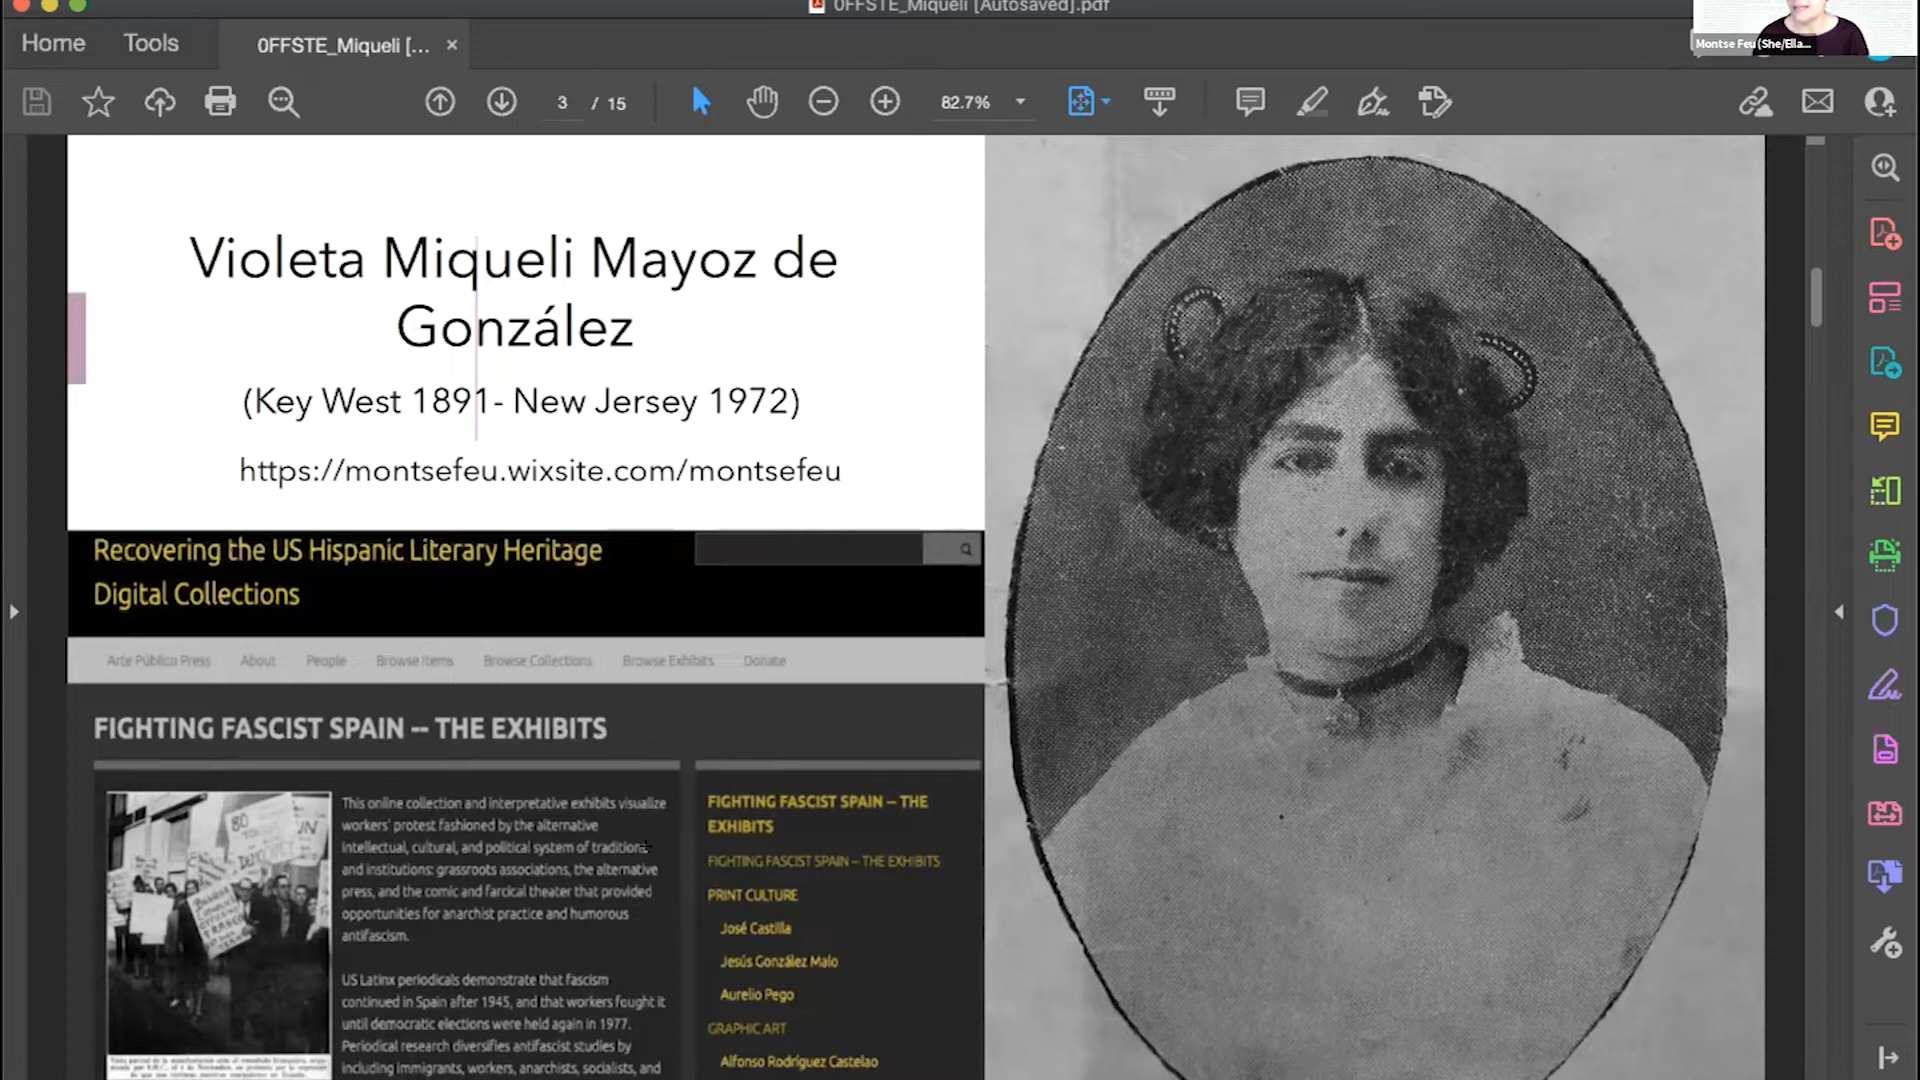 0FFSTE_Miqueli [Autosaved].pdf
Home
Tools
0FFSTE_Miqueli [...
×
Montse Feu (She/Ella...
3 / 15
82.7%
Violeta Miqueli Mayoz de
González
(Key West 1891- New Jersey 1972)
https://montsefeu.wixsite.com/montsefeu
Recovering the US Hispanic Literary Heritage
Digital Collections
Arte Público Press
About
People
Browse Items
Browse Collections
Browse Exhibits
Donate
FIGHTING FASCIST SPAIN -- THE EXHIBITS
This online collection and interpretative exhibits visualize
workers' protest fashioned by the alternative
intellectual, cultural, and political system of traditions
and institutions: grassroots associations, the alternative
press, and the comic and farcical theater that provided
opportunities for anarchist practice and humorous
antifascism.
US Latinx periodicals demonstrate that fascism
continued in Spain after 1945, and that workers fought it
until democratic elections were held again in 1977.
Periodical research diversifies antifascist studies by
including immigrants, workers, anarchists, socialists, and
FIGHTING FASCIST SPAIN -- THE
EXHIBITS
FIGHTING FASCIST SPAIN -- THE EXHIBITS
PRINT CULTURE
José Castilla
Jesús González Malo
Aurelio Pego
GRAPHIC ART
Alfonso Rodríguez Castelao